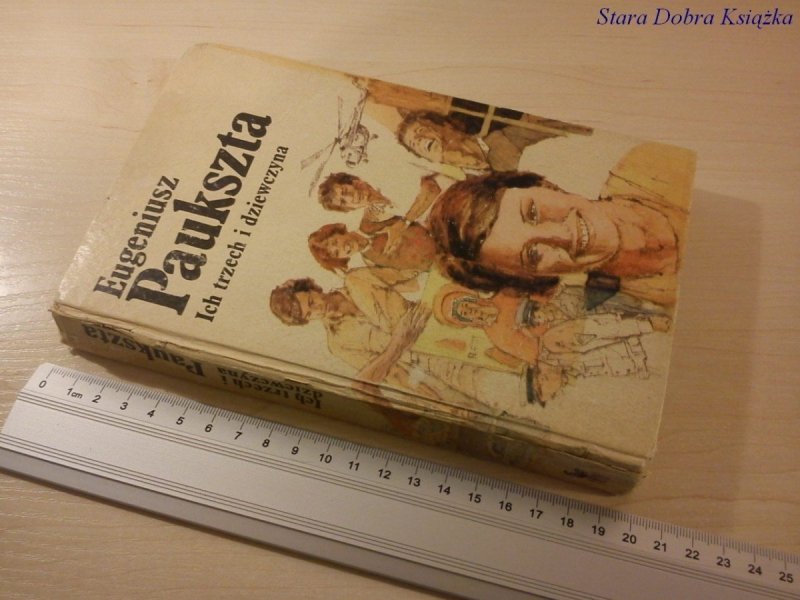 Stara Dobra Książka
Eugeniusz
Paukszta
Ich trzech i dziewczyna
Paukszta
Ich trzech i
dziewczyna
0 1cm 2 3 4 5 6 7 8 9 10 11 12 13 14 15 16 17 18 19 20 21 22 23 24 25